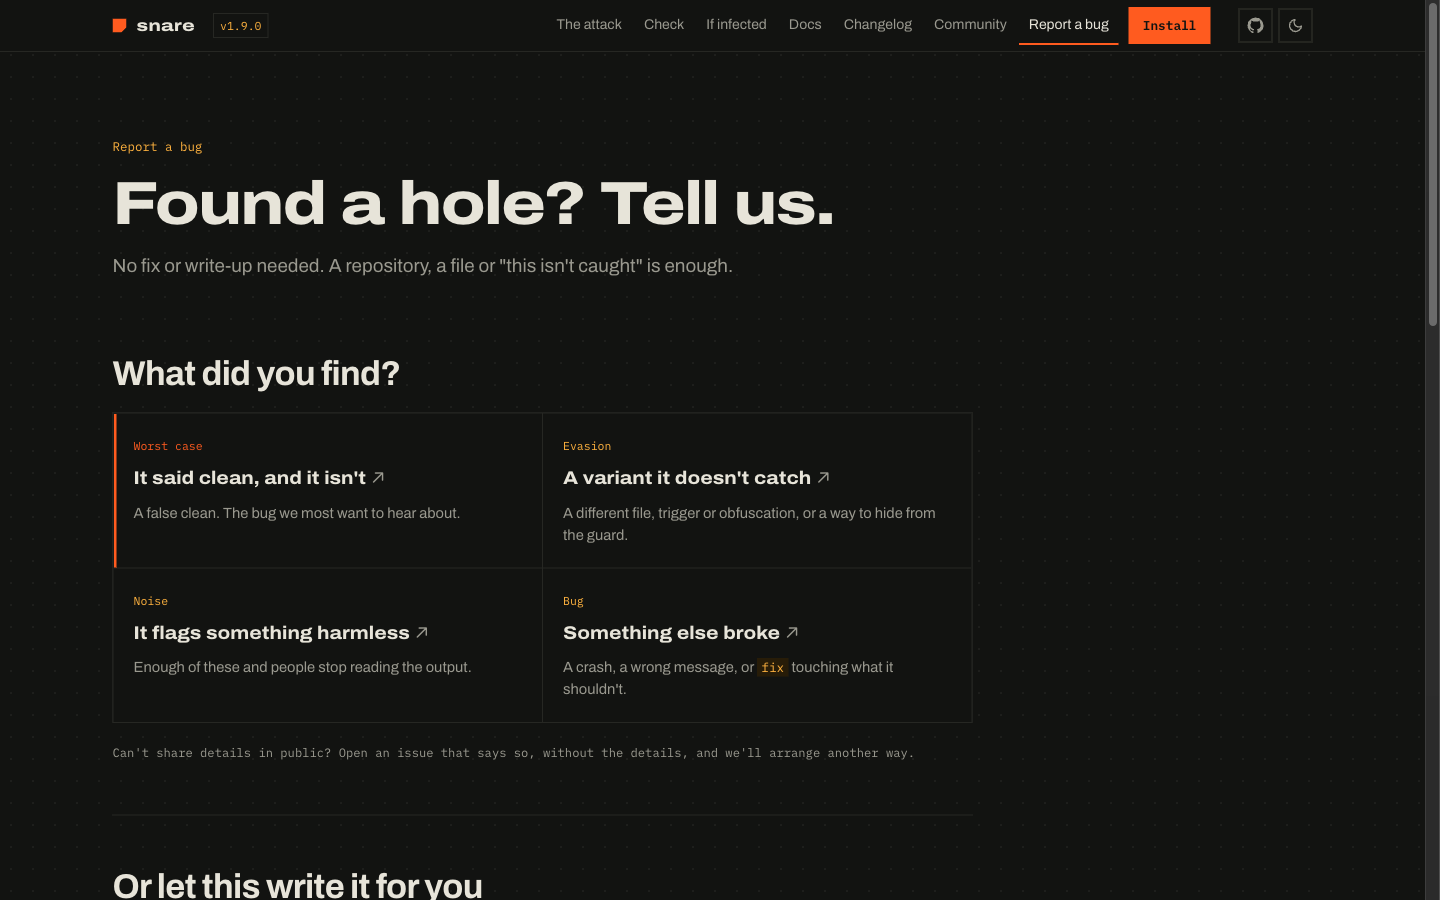 snare
v1.9.0
The attack
Check
If infected
Docs
Changelog
Community
Report a bug
Install
Report a bug
Found a hole? Tell us.
No fix or write-up needed. A repository, a file or "this isn't caught" is enough.
What did you find?
Worst case
It said clean, and it isn't ↗
A false clean. The bug we most want to hear about.
Evasion
A variant it doesn't catch ↗
A different file, trigger or obfuscation, or a way to hide from
the guard.
Noise
It flags something harmless ↗
Enough of these and people stop reading the output.
Bug
Something else broke ↗
A crash, a wrong message, or fix touching what it
shouldn't.
Can't share details in public? Open an issue that says so, without the details, and we'll arrange another way.
Or let this write it for you